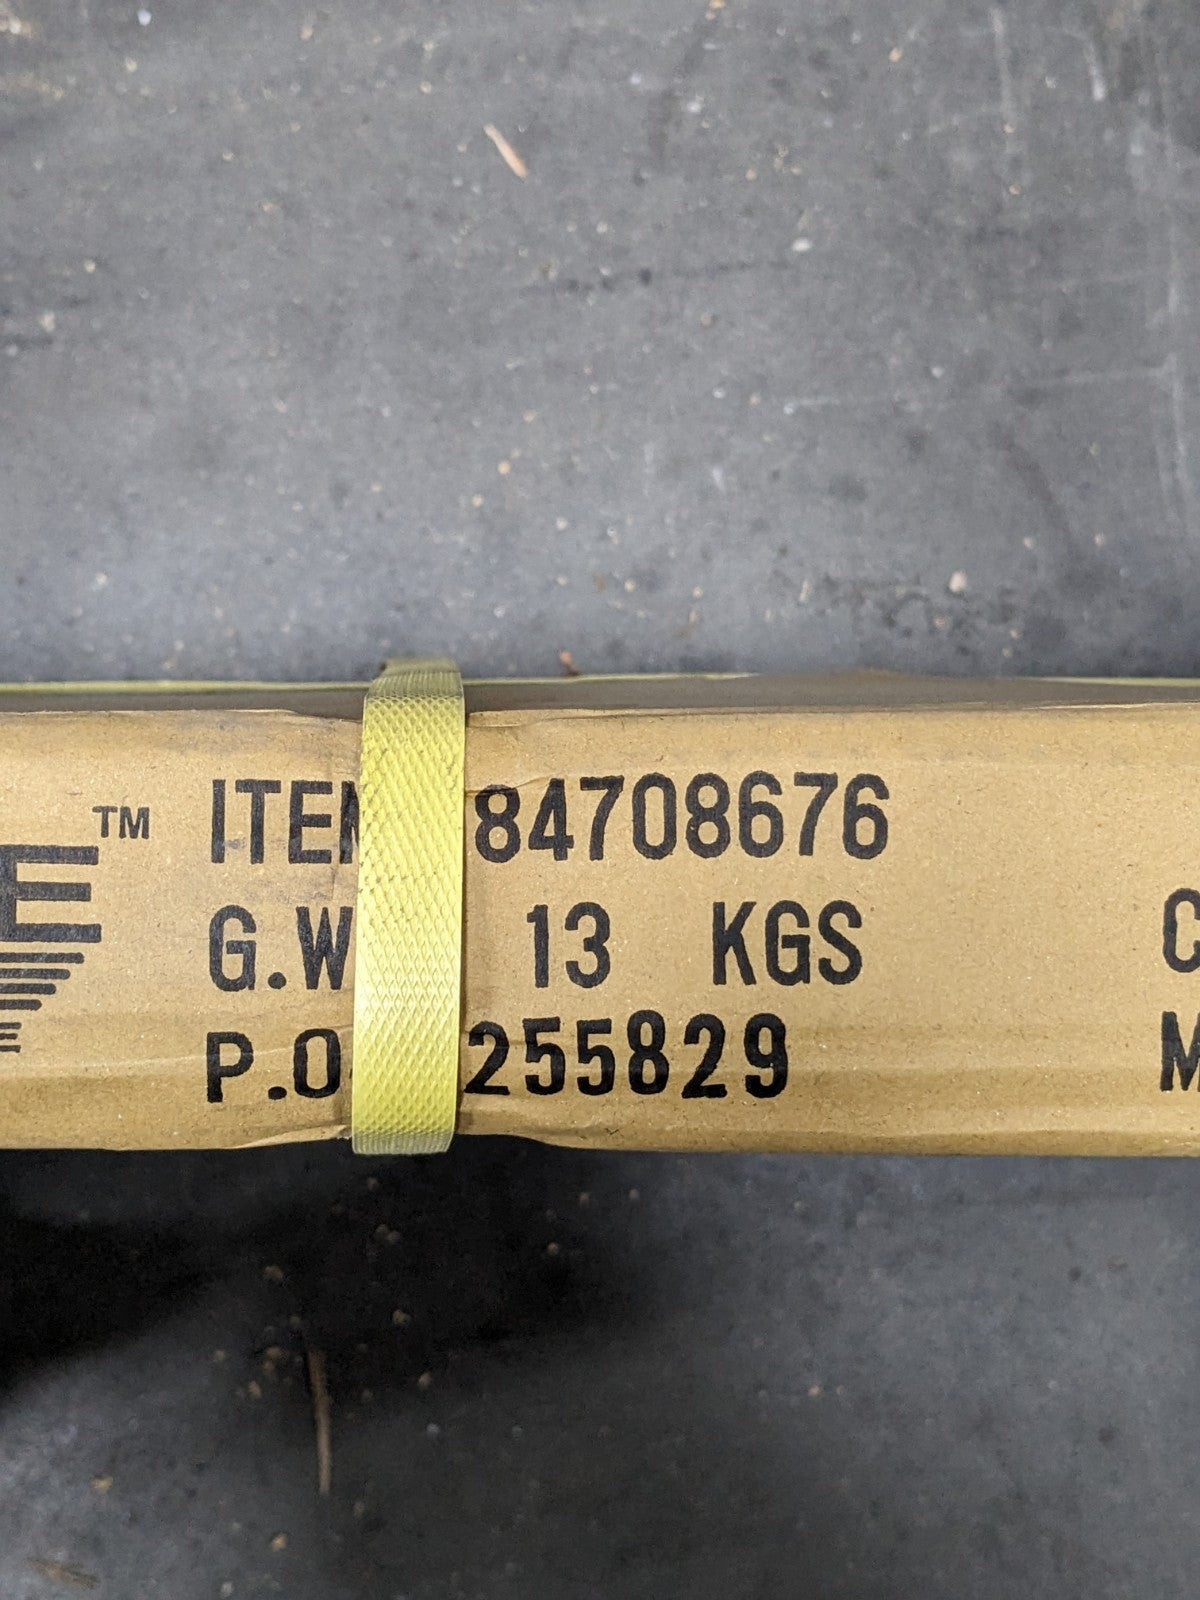 TM
E
ITEM 84708676
G.W 13 KGS
P.O. 255829
C
M